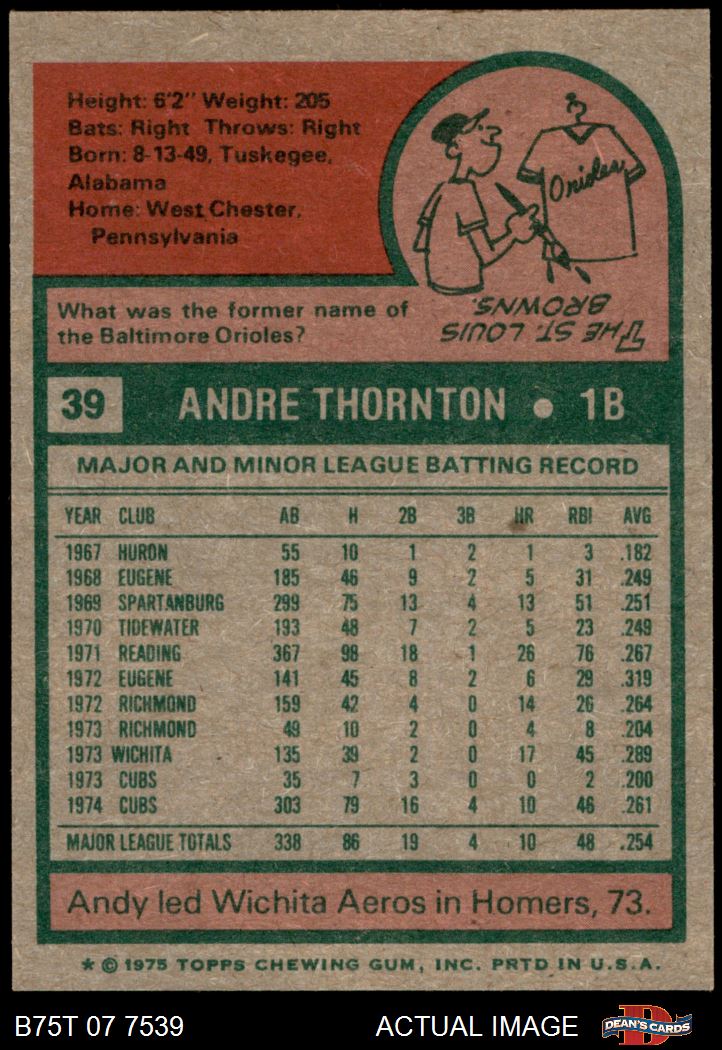 Height: 6'2" Weight: 205
Bats: Right Throws: Right
Born: 8-13-49, Tuskegee,
Alabama
Home: West Chester,
Pennsylvania
Orioles
What was the former name of
the Baltimore Orioles?
THE ST. LOUIS
BROWNS.
39 ANDRE THORNTON • 1B
MAJOR AND MINOR LEAGUE BATTING RECORD
YEAR CLUB AB H 2B 3B HR RBI AVG
1967 HURON 55 10 1 2 1 3 .182
1968 EUGENE 185 46 9 2 5 31 .249
1969 SPARTANBURG 299 75 13 4 13 51 .251
1970 TIDEWATER 193 48 7 2 5 23 .249
1971 READING 367 98 18 1 26 76 .267
1972 EUGENE 141 45 8 2 6 29 .319
1972 RICHMOND 159 42 4 0 14 26 .264
1973 RICHMOND 49 10 2 0 4 8 .204
1973 WICHITA 135 39 2 0 17 45 .289
1973 CUBS 35 7 3 0 0 2 .200
1974 CUBS 303 79 16 4 10 46 .261
MAJOR LEAGUE TOTALS 338 86 19 4 10 48 .254
Andy led Wichita Aeros in Homers, 73.
* © 1975 TOPPS CHEWING GUM, INC. PRTD IN U.S.A.
B75T 07 7539 ACTUAL IMAGE D DEAN'S CARDS